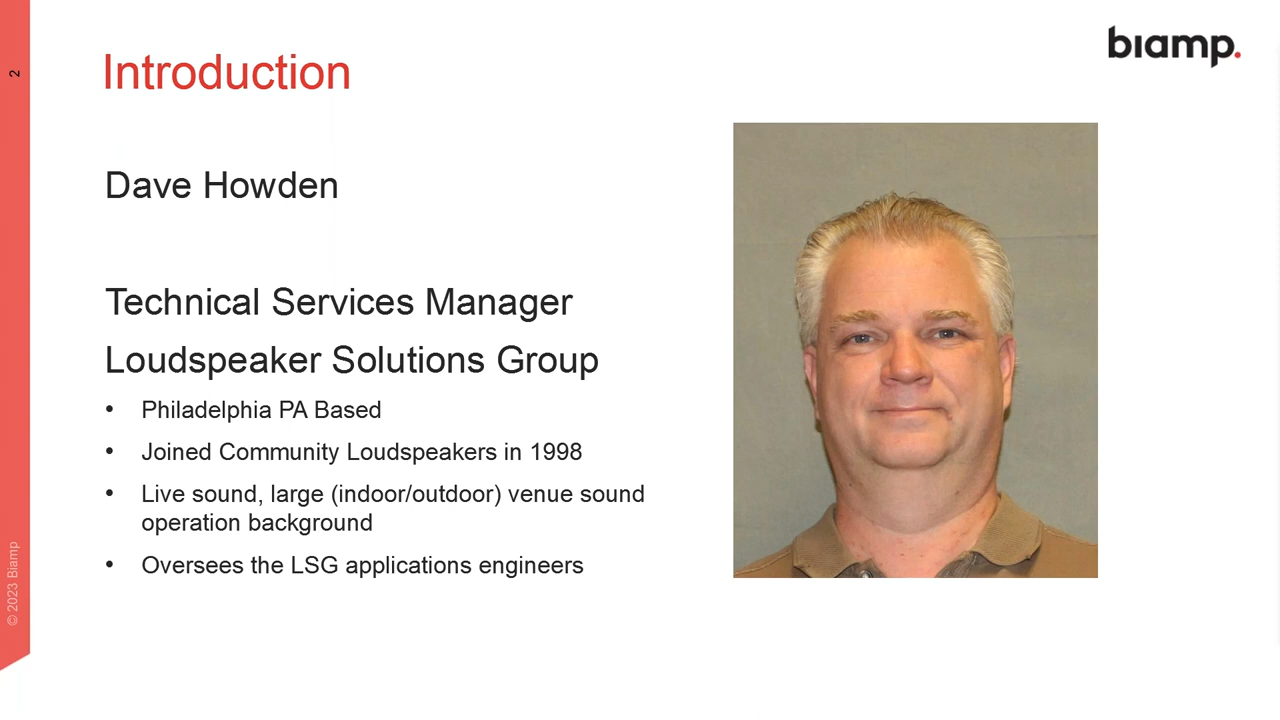 2
Introduction
biamp.
Dave Howden
Technical Services Manager
Loudspeaker Solutions Group
• Philadelphia PA Based
• Joined Community Loudspeakers in 1998
• Live sound, large (indoor/outdoor) venue sound
operation background
• Oversees the LSG applications engineers
© 2023 Biamp